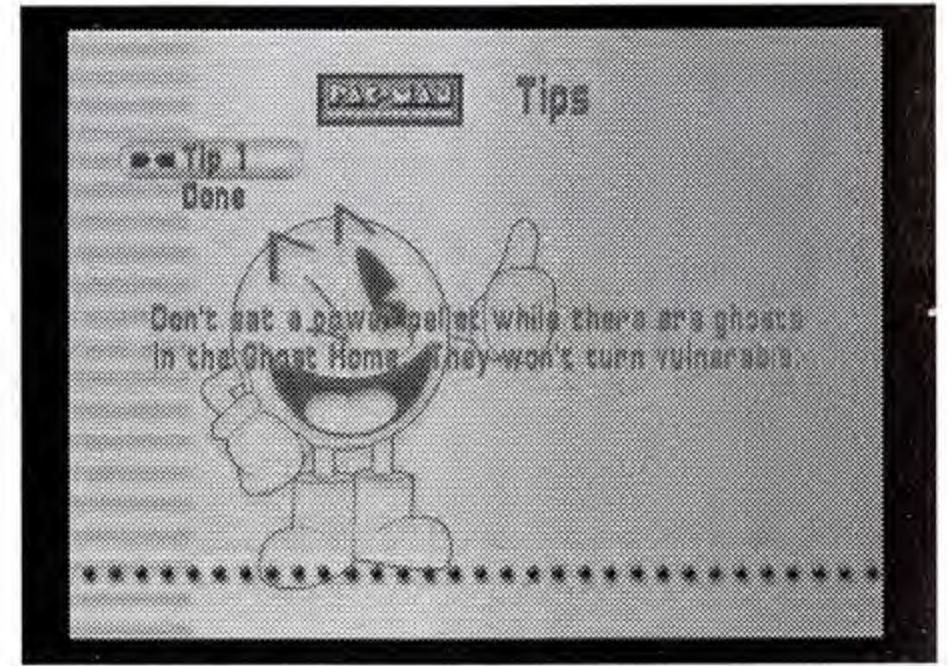 PAC-MAN Tips
Tip 1
Done
Don't eat a power pellet while there are ghosts
in the Ghost Home. They won't turn vulnerable.